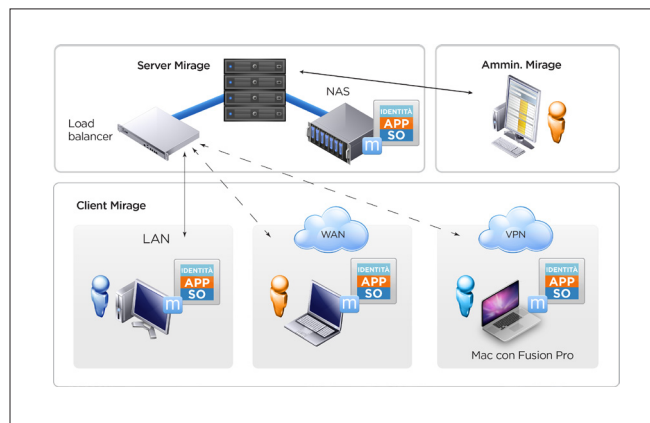 Server Mirage
Ammin. Mirage
NAS
Load
balancer
IDENTITÀ
APP
SO
m
Client Mirage
LAN
WAN
VPN
IDENTITÀ
APP
SO
m
IDENTITÀ
APP
SO
m
IDENTITÀ
APP
SO
m
Mac con Fusion Pro